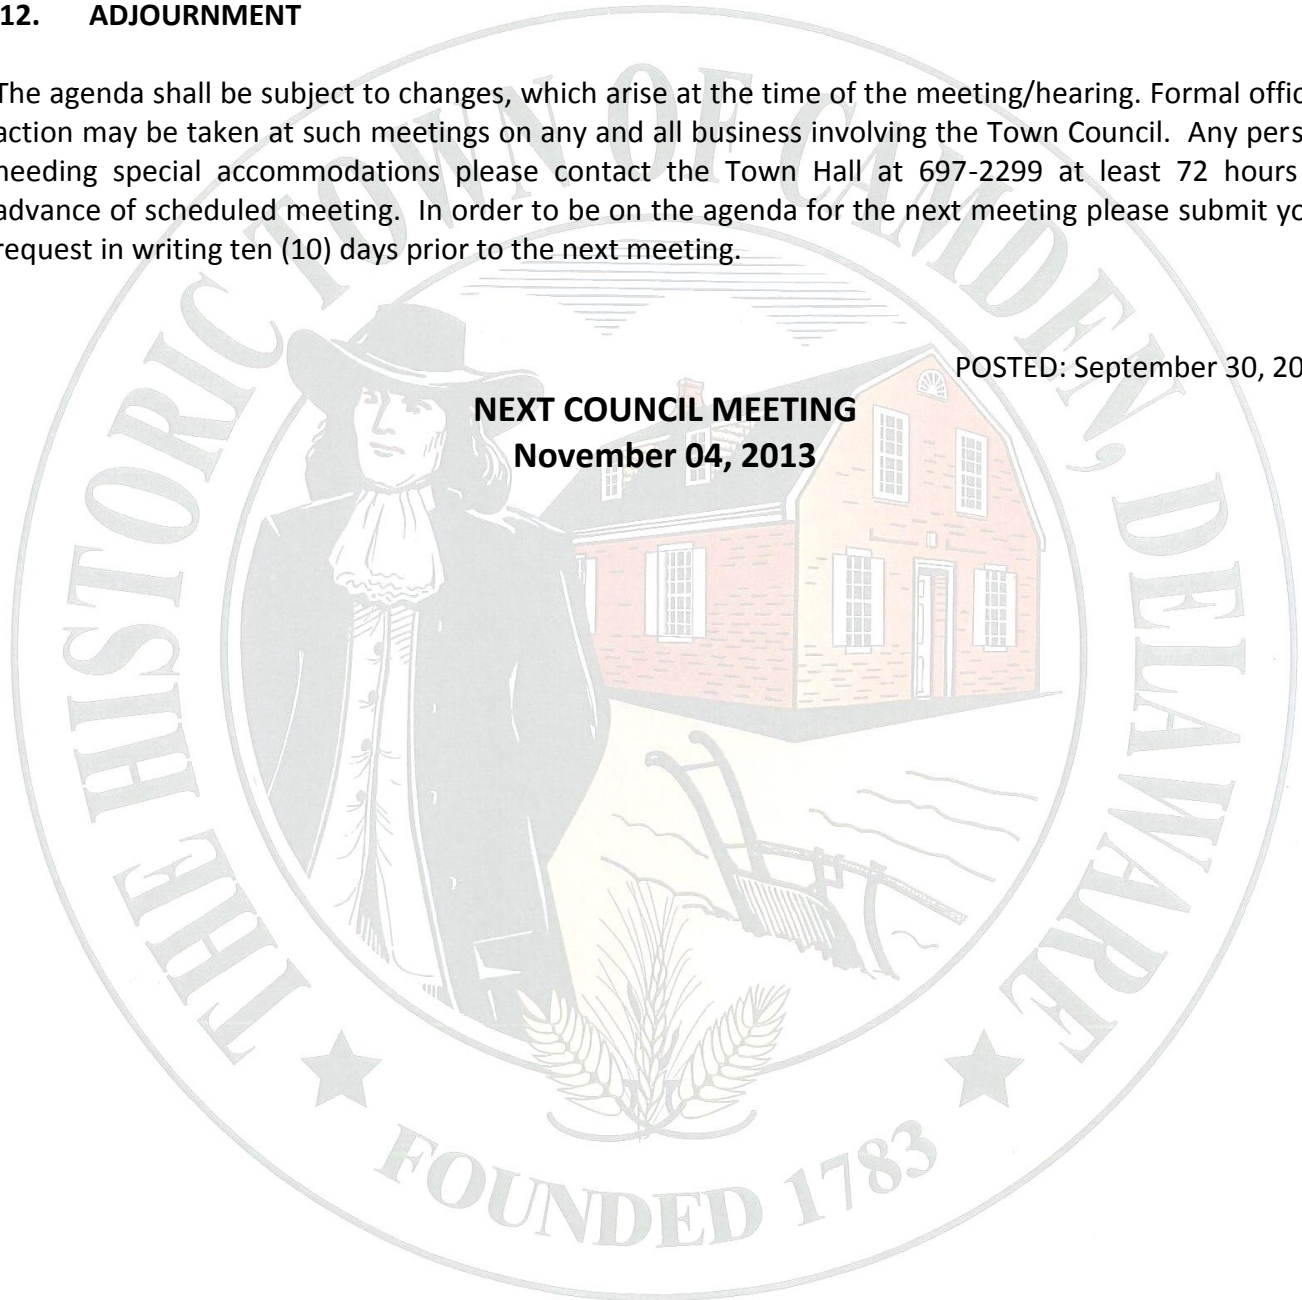 12. ADJOURNMENT
The agenda shall be subject to changes, which arise at the time of the meeting/hearing. Formal offic
action may be taken at such meetings on any and all business involving the Town Council. Any pers
needing special accommodations please contact the Town Hall at 697-2299 at least 72 hours
advance of scheduled meeting. In order to be on the agenda for the next meeting please submit yo
request in writing ten (10) days prior to the next meeting.
POSTED: September 30, 20
NEXT COUNCIL MEETING
November 04, 2013
THE HISTORIC TOWN OF CAMDEN, DELAWARE
FOUNDED 1783